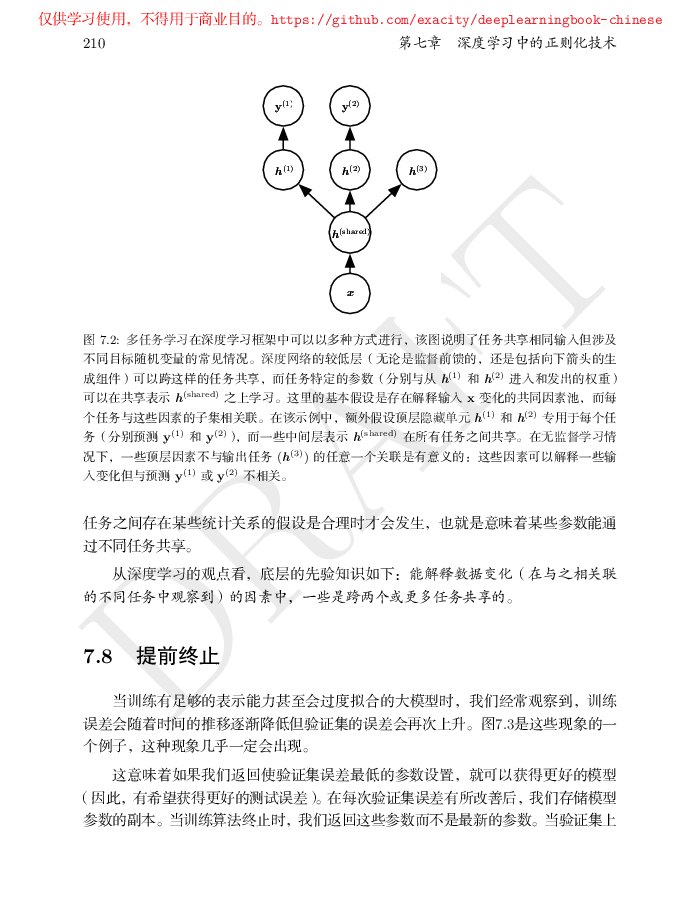 仅供学习使用，不得用于商业目的。https://github.com/exacity/deeplearningbook-chinese
210 第七章 深度学习中的正则化技术
y(1) y(2)
h(1) h(2) h(3)
h(shared)
x
图 7.2: 多任务学习在深度学习框架中可以以多种方式进行，该图说明了任务共享相同输入但涉及
不同目标随机变量的常见情况。深度网络的较低层（无论是监督前馈的，还是包括向下箭头的生
成组件）可以跨这样的任务共享，而任务特定的参数（分别与从 h(1) 和 h(2) 进入和发出的权重）
可以在共享表示 h(shared) 之上学习。这里的基本假设是存在解释输入 x 变化的共同因素池，而每
个任务与这些因素的子集相关联。在该示例中，额外假设顶层隐藏单元 h(1) 和 h(2) 专用于每个任
务（分别预测 y(1) 和 y(2)），而一些中间层表示 h(shared) 在所有任务之间共享。在无监督学习情
况下，一些顶层因素不与输出任务 (h(3)) 的任意一个关联是有意义的：这些因素可以解释一些输
入变化但与预测 y(1) 或 y(2) 不相关。
任务之间存在某些统计关系的假设是合理时才会发生，也就是意味着某些参数能通
过不同任务共享。
从深度学习的观点看，底层的先验知识如下：能解释数据变化（在与之相关联
的不同任务中观察到）的因素中，一些是跨两个或更多任务共享的。
7.8 提前终止
当训练有足够的表示能力甚至会过度拟合的大模型时，我们经常观察到，训练
误差会随着时间的推移逐渐降低但验证集的误差会再次上升。图7.3是这些现象的一
个例子，这种现象几乎一定会出现。
这意味着如果我们返回使验证集误差最低的参数设置，就可以获得更好的模型
（因此，有希望获得更好的测试误差）。在每次验证集误差有所改善后，我们存储模型
参数的副本。当训练算法终止时，我们返回这些参数而不是最新的参数。当验证集上
DRAFT